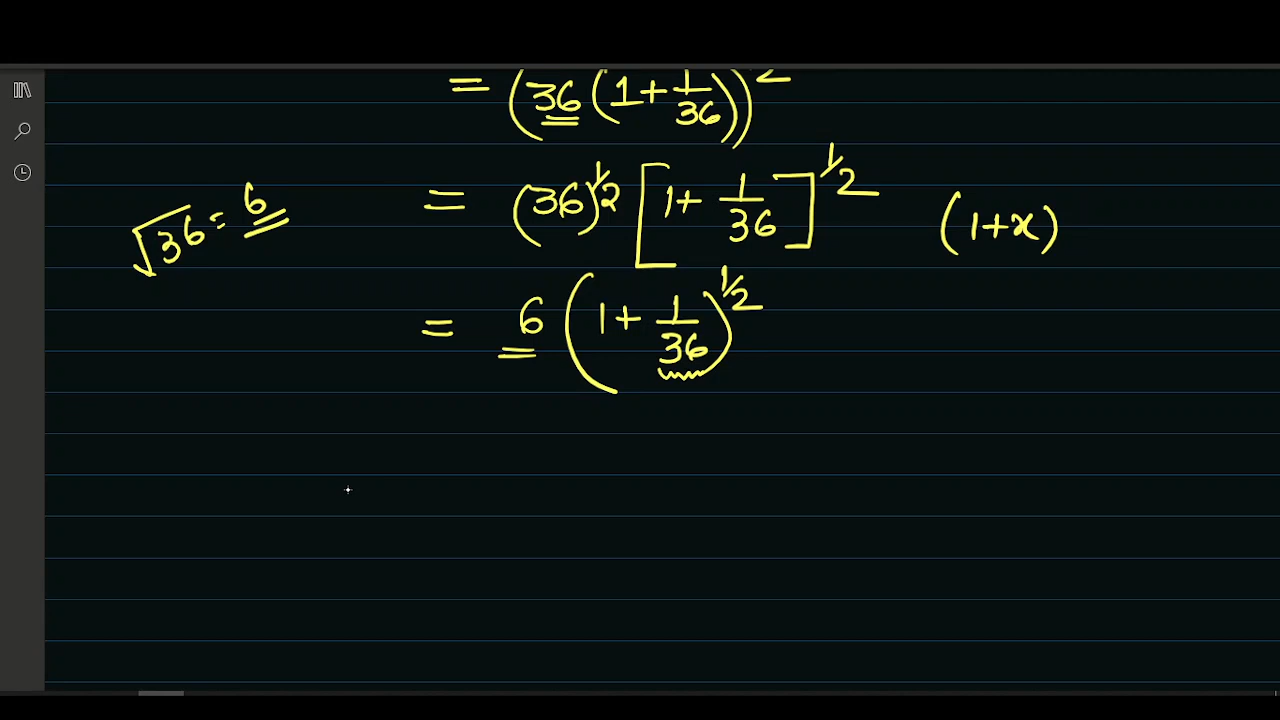 = (36(1+1/36))^1/2
= (36)^1/2 [1+1/36]^1/2 (1+x)
√36 = 6
= 6(1+1/36)^1/2